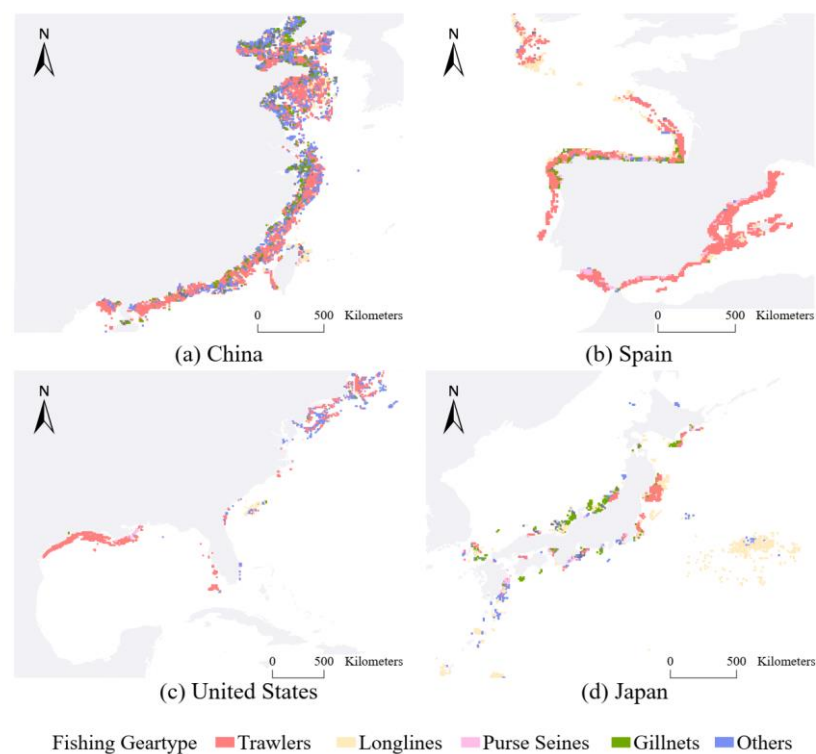 N
N
0 500 Kilometers
0 500 Kilometers
(a) China
(b) Spain
N
N
0 500 Kilometers
0 500 Kilometers
(c) United States
(d) Japan
Fishing Geartype Trawlers Longlines Purse Seines Gillnets Others